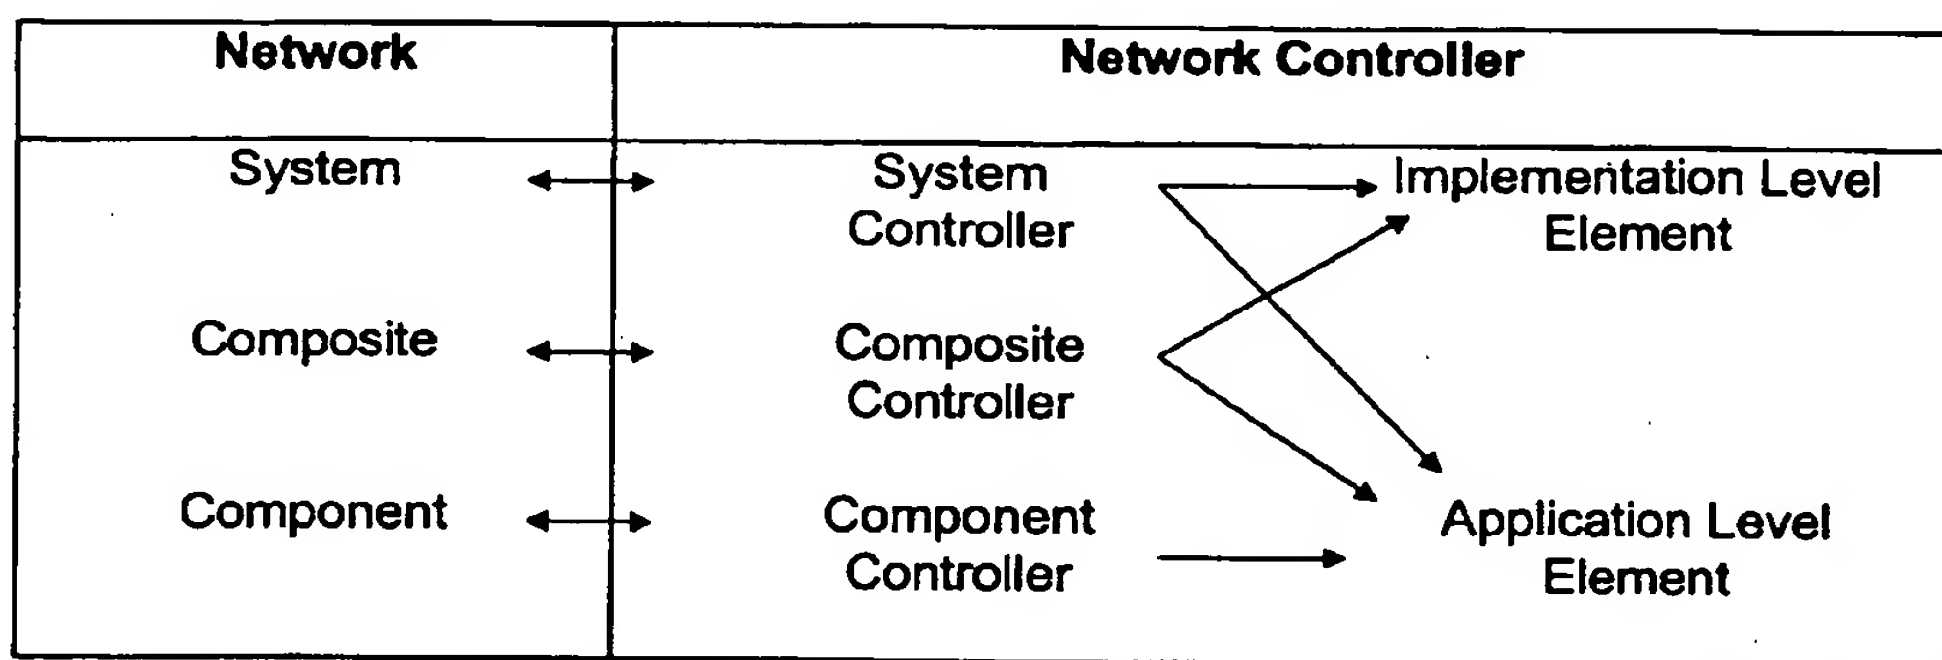 Network
Network Controller
System
System
Controller
Implementation Level
Element
Composite
Composite
Controller
Component
Component
Controller
Application Level
Element